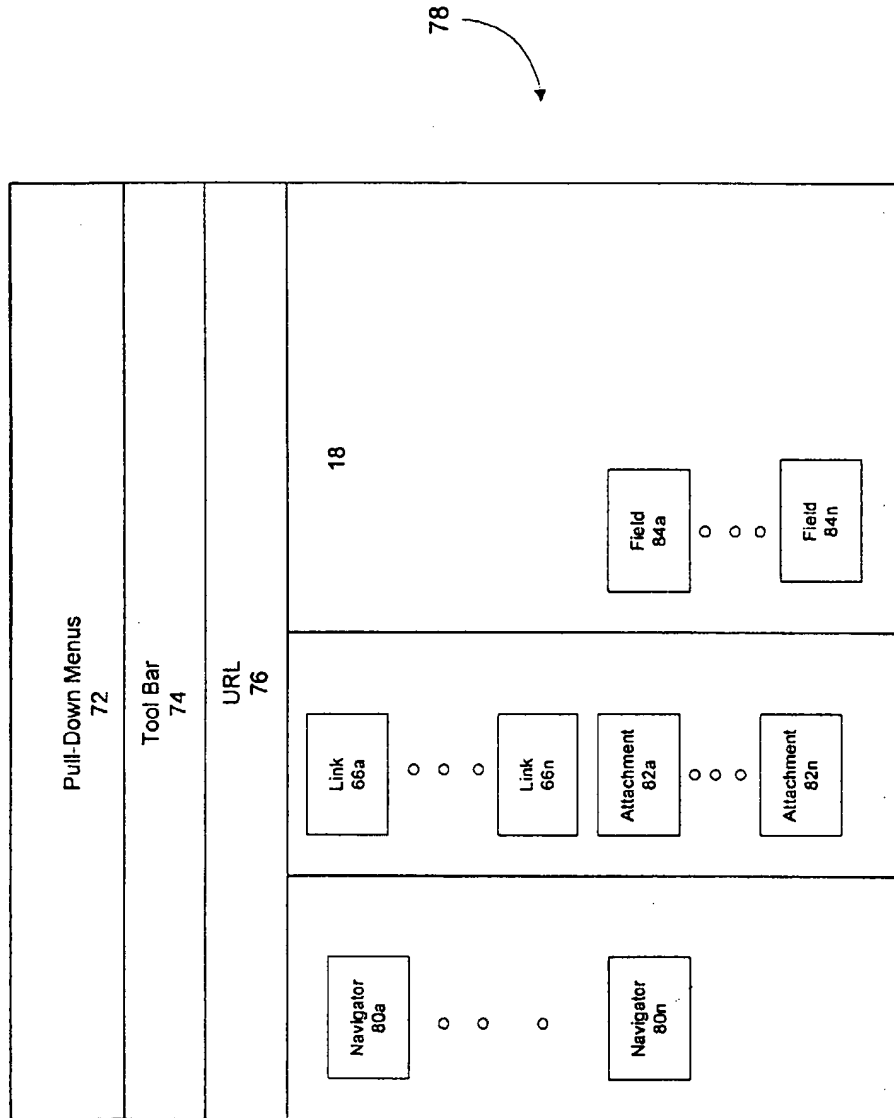 78
Pull-Down Menus
72
Tool Bar
74
URL
76
Navigator
80a
Navigator
80n
Link
66a
Link
66n
Attachment
82a
Attachment
82n
18
Field
84a
Field
84n